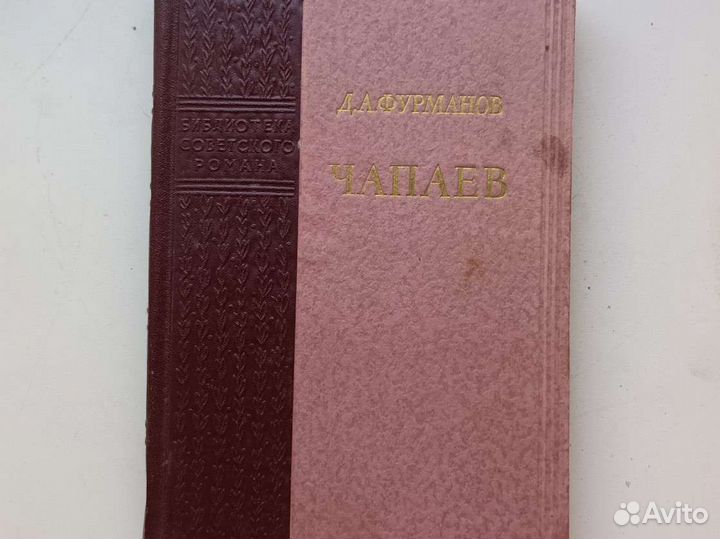 БИБЛИОТЕКА
СОВЕТСКОГО
РОМАНА
Д.А.ФУРМАНОВ
ЧАПАЕВ
Avito